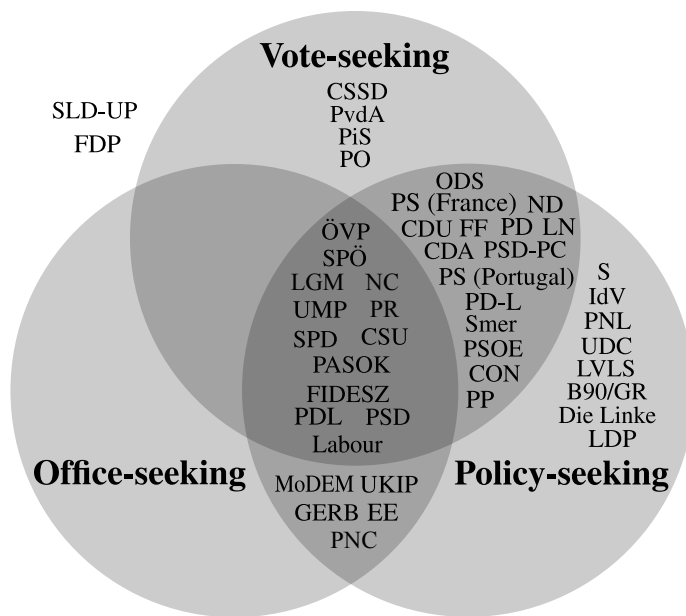 Vote-seeking
SLD-UP
FDP
CSSD
PvdA
PiS
PO
ODS
PS (France) ND
CDU FF PD LN
CDA PSD-PC
PS (Portugal)
PD-L
Smer
PSOE
CON
PP
ÖVP
SPÖ
LGM NC
UMP PR
SPD CSU
PASOK
FIDESZ
PDL PSD
Labour
S
IdV
PNL
UDC
LVLS
B90/GR
Die Linke
LDP
Office-seeking
Policy-seeking
MoDEM UKIP
GERB EE
PNC